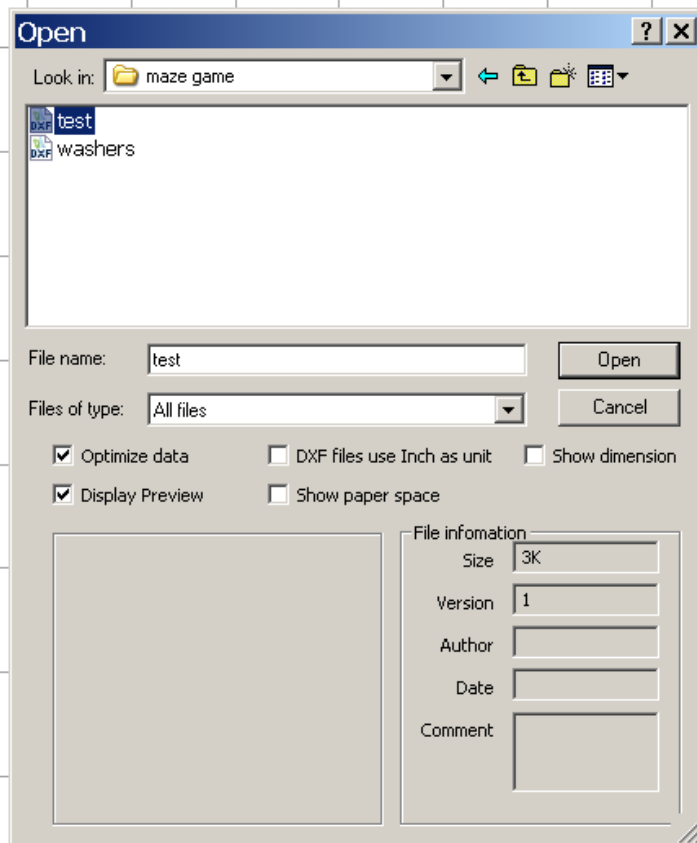 Open
Look in: maze game
DXF test
DXF washers
File name: test Open
Files of type: All files Cancel
Optimize data DXF files use Inch as unit Show dimension
Display Preview Show paper space
File infomation
Size 3K
Version 1
Author
Date
Comment